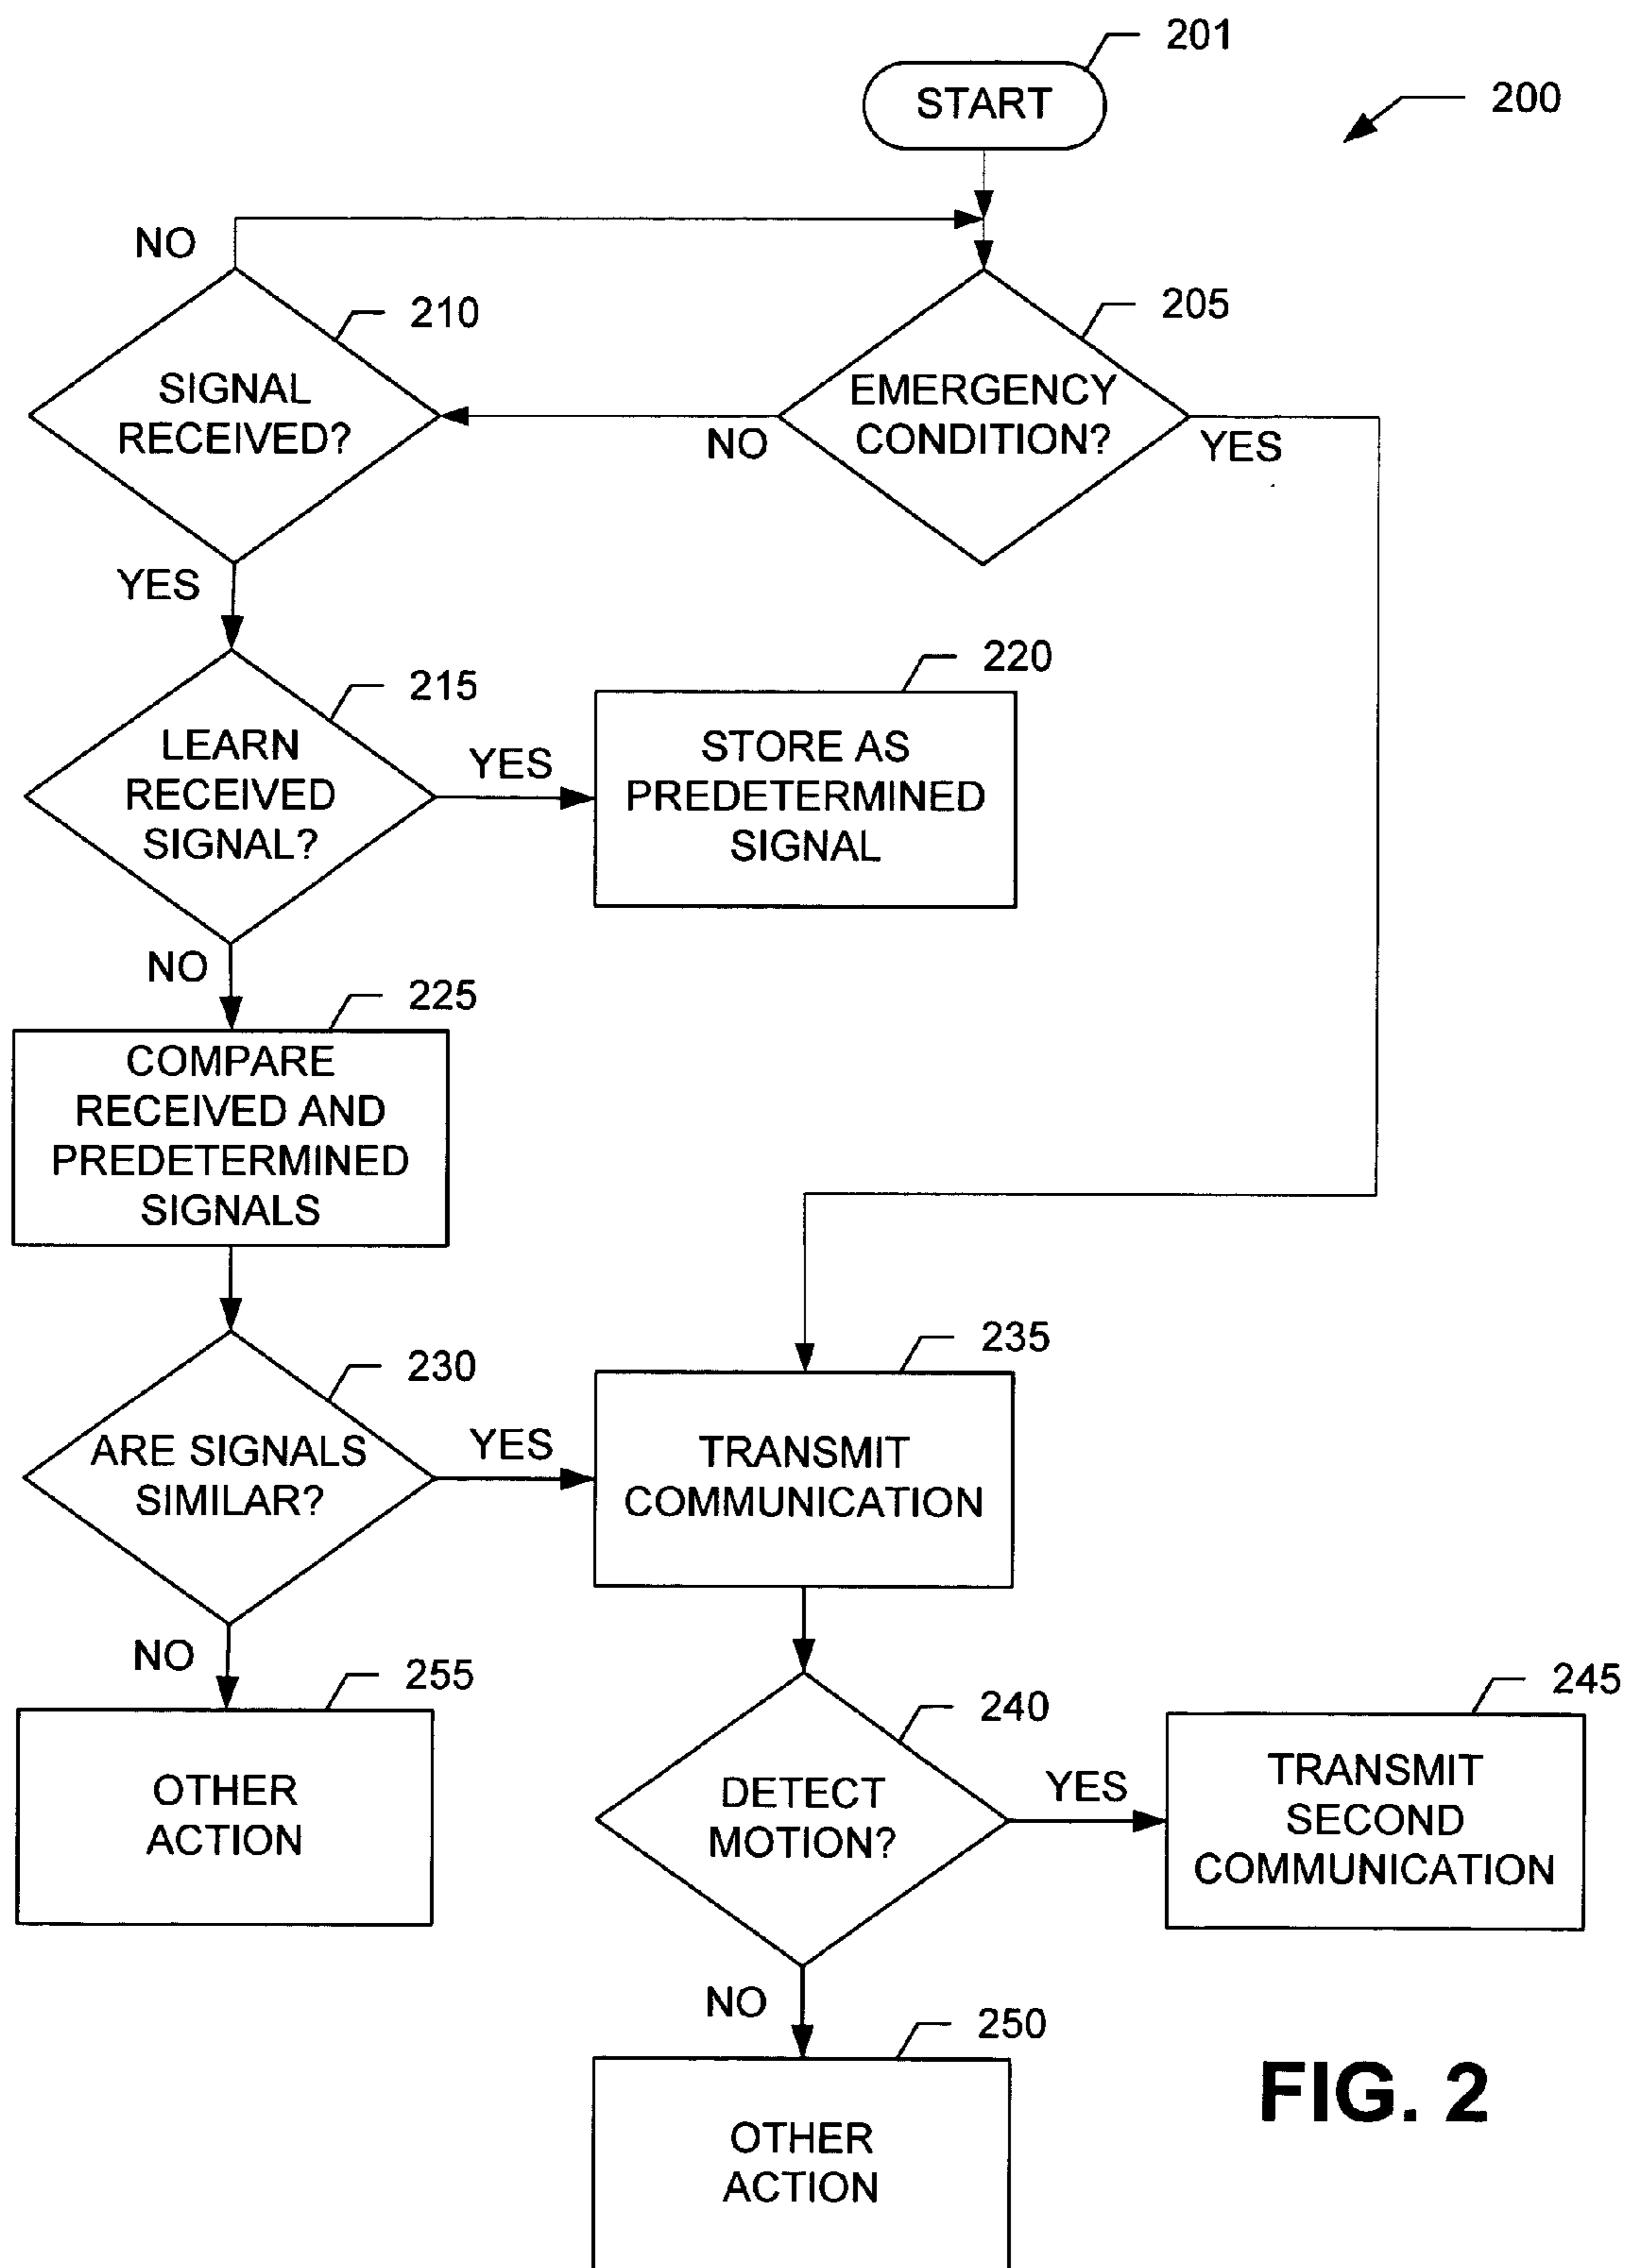 201
START
200
NO
210
205
SIGNAL
RECEIVED?
EMERGENCY
CONDITION?
NO
YES
YES
215
220
LEARN
RECEIVED
SIGNAL?
YES
STORE AS
PREDETERMINED
SIGNAL
NO
225
COMPARE
RECEIVED AND
PREDETERMINED
SIGNALS
230
235
ARE SIGNALS
SIMILAR?
YES
TRANSMIT
COMMUNICATION
NO
255
240
245
OTHER
ACTION
DETECT
MOTION?
YES
TRANSMIT
SECOND
COMMUNICATION
NO
250
OTHER
ACTION
FIG. 2